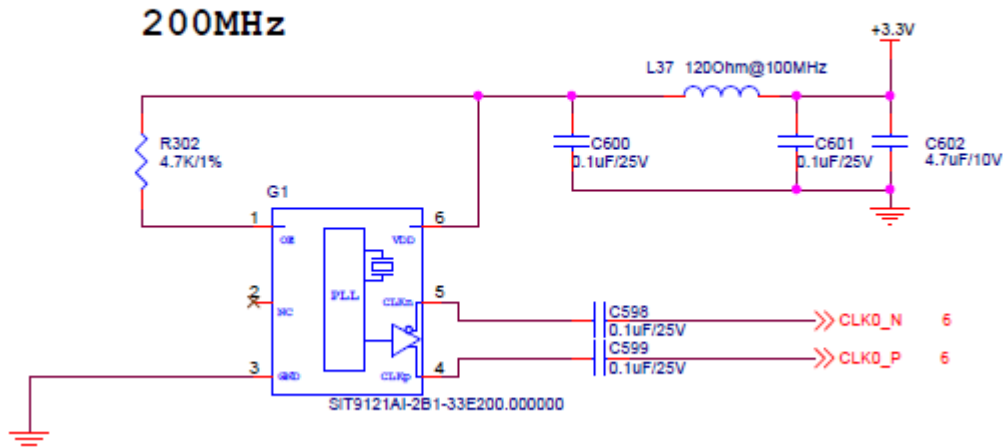 200MHz
+3.3V
L37 120Ohm@100MHz
R302
4.7K/1%
C600
0.1uF/25V
C601
0.1uF/25V
C602
4.7uF/10V
G1
1
OE
VDD
6
2
NC
PLL
CLKn
5
3
GND
CLKp
4
C598
0.1uF/25V
CLK0_N 6
C599
0.1uF/25V
CLK0_P 6
SIT9121AI-2B1-33E200.000000